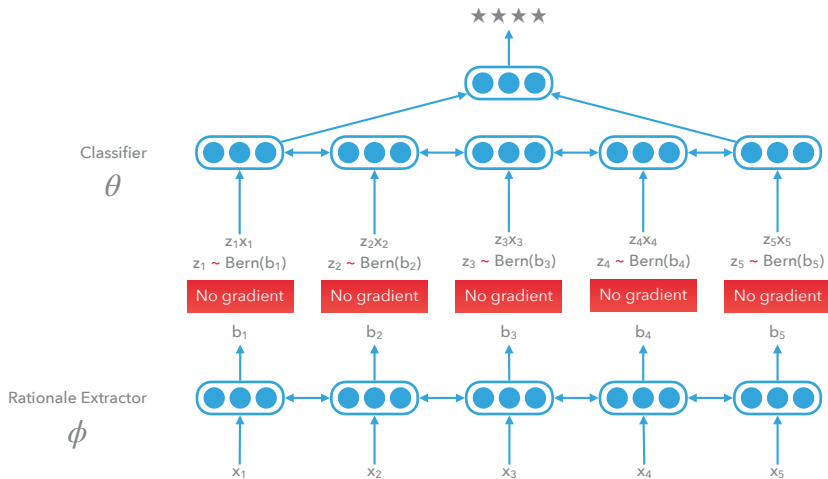 ★★★★
Classifier
θ
z₁x₁ z₂x₂ z₃x₃ z₄x₄ z₅x₅
z₁ ~ Bern(b₁) z₂ ~ Bern(b₂) z₃ ~ Bern(b₃) z₄ ~ Bern(b₄) z₅ ~ Bern(b₅)
No gradient No gradient No gradient No gradient No gradient
b₁ b₂ b₃ b₄ b₅
Rationale Extractor
ϕ
x₁ x₂ x₃ x₄ x₅